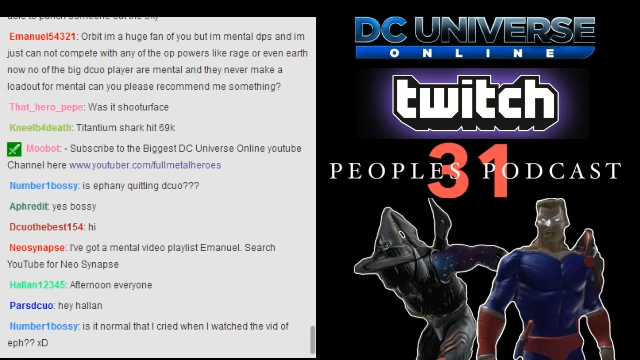 able to punch someone out the sky
Emanuel54321: Orbit im a huge fan of you but im mental dps and im
just can not compete with any of the op powers like rage or even earth
now no of the big dcuo player are mental and they never make a
loadout for mental can you please recommend me something?
That_hero_pepe: Was it shooturface
Kneelb4death: Titantium shark hit 69k
Moobot: - Subscribe to the Biggest DC Universe Online youtube
Channel here www.youtube.com/fullmetalheroes
Number1bossy: is ephany quitting dcuo???
Aphredit: yes bossy
Dcuothebest154: hi
Neosynapse: I've got a mental video playlist Emanuel. Search
YouTube for Neo Synapse
Hallan12345: Afternoon everyone
Parsdcuo: hey hallan
Number1bossy: is it normal that I cried when I watched the vid of
eph?? xD
DC UNIVERSE
ONLINE
twitch
PEOPLES PODCAST
31